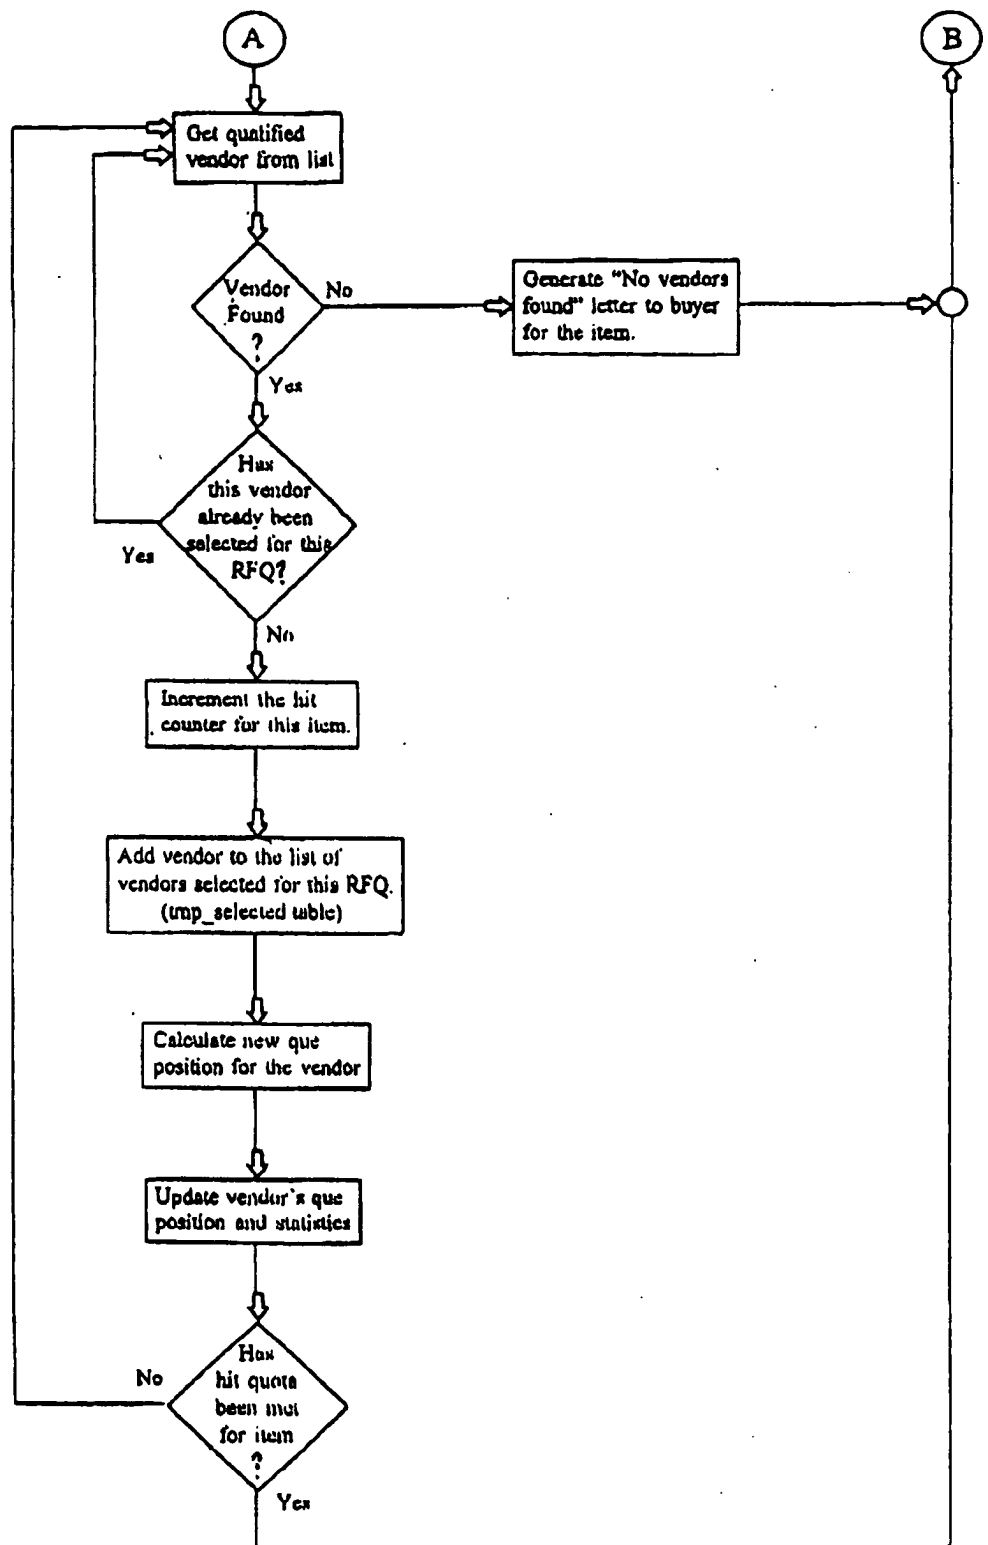 A
B
Get qualified
vendor from list
Vendor
Found
?
No
Generate "No vendors
found" letter to buyer
for the item.
Yes
Has
this vendor
already been
selected for this
RFQ?
Yes
No
Increment the hit
counter for this item.
Add vendor to the list of
vendors selected for this RFQ.
(tmp_selected table)
Calculate new que
position for the vendor
Update vendor's que
position and statistics
Has
hit quota
been met
for item
?
No
Yes